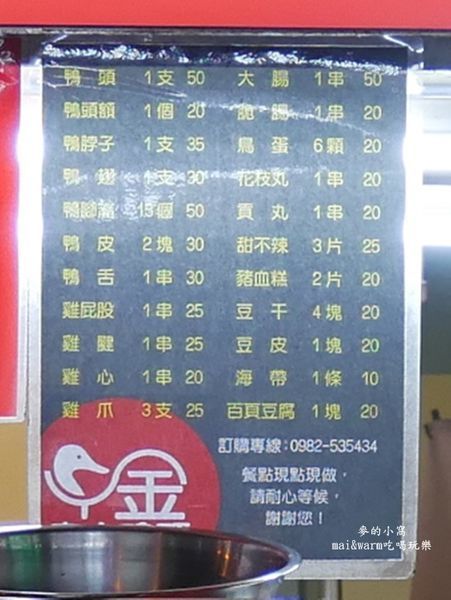 鴨頭 1支 50
鴨頭額 1個 20
鴨脖子 1支 35
鴨翅 1支 30
鴨腳 50
鴨皮 2塊 30
鴨舌 1串 30
雞屁股 1串 25
雞腱 1串 25
雞心 1串 20
雞爪 3支 25
大腸 1串 50
脆腸 1串 20
鳥蛋 6顆 20
花枝丸 1串 20
貢丸 1串 20
甜不辣 3片 25
豬血糕 2片 20
豆干 4塊 20
豆皮 1塊 20
海帶 1條 10
百頁豆腐 1塊 20
訂購專線:0982-535434
餐點現點現做,
請耐心等候,
謝謝您!
金
麥的小窩
mai&warm吃喝玩樂